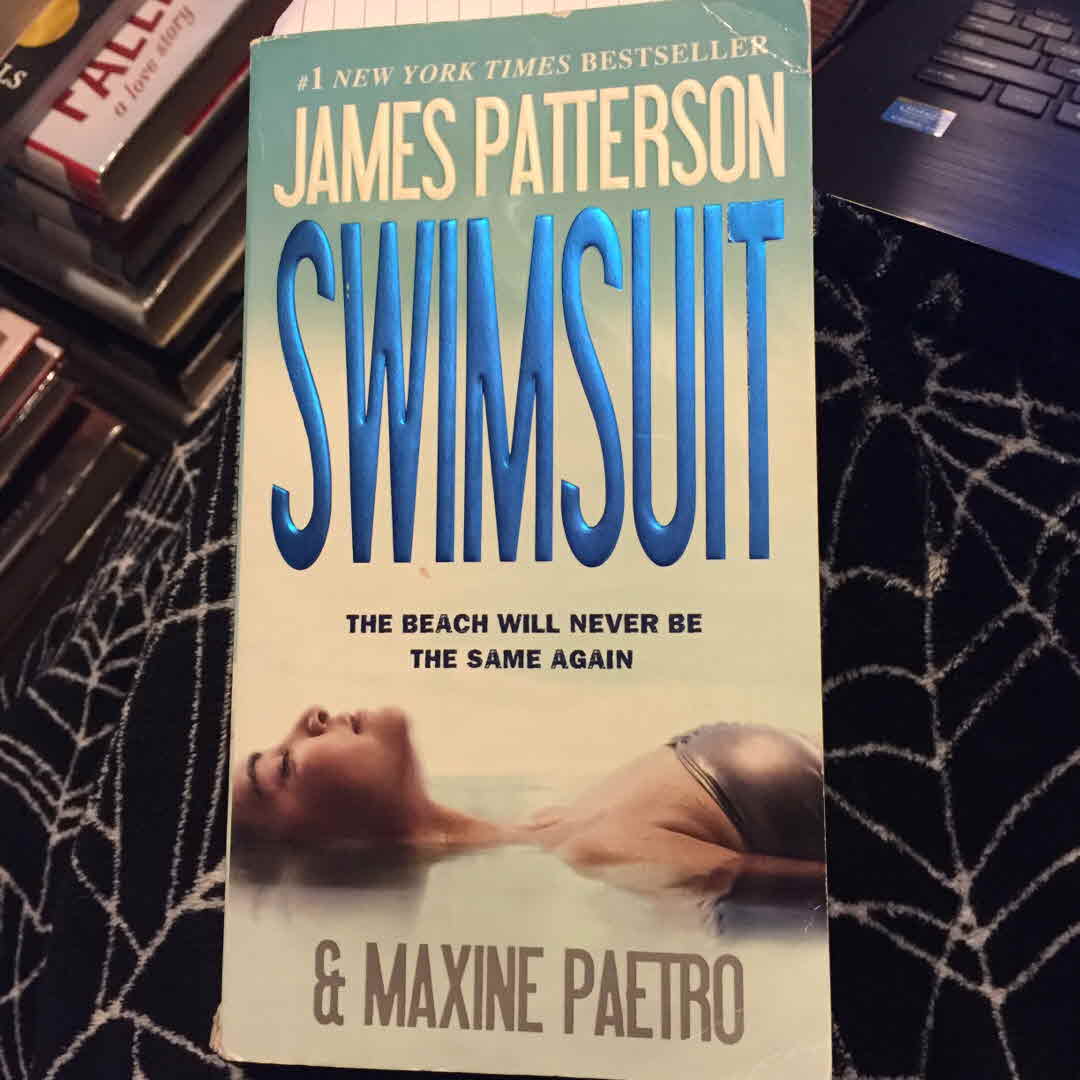 #1 NEW YORK TIMES BESTSELLER
JAMES PATTERSON
SWIMSUIT
THE BEACH WILL NEVER BE
THE SAME AGAIN
& MAXINE PAETRO
a love story